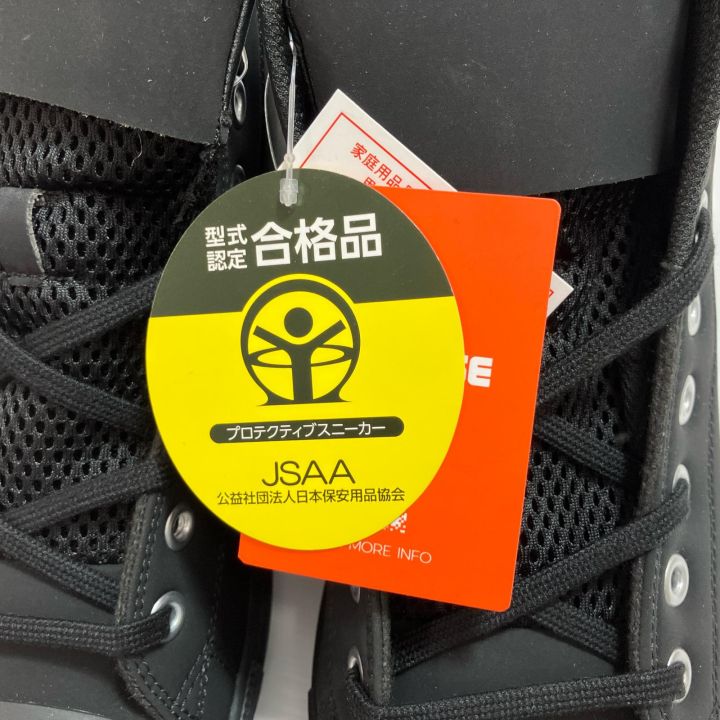 家庭用品
型式
認定
合格品
プロテクティブスニーカー
JSAA
公益社団法人日本保安用品協会
MORE INFO